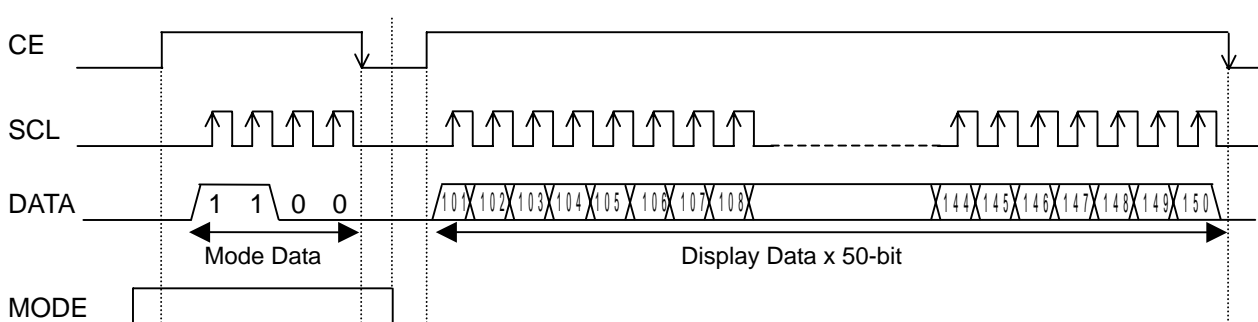 CE
SCL
DATA 1 1 0 0 101 102 103 104 105 106 107 108 144 145 146 147 148 149 150
Mode Data Display Data x 50-bit
MODE